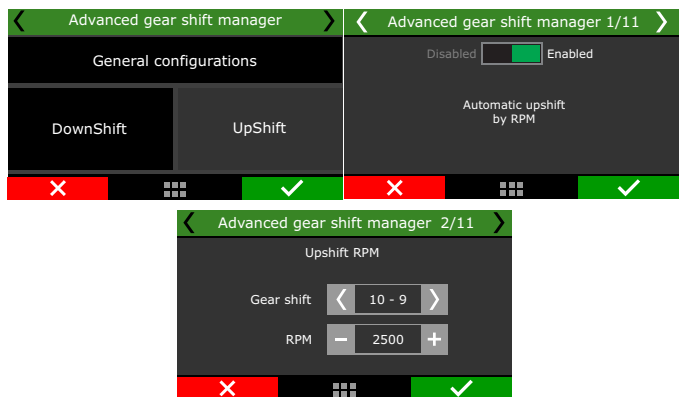 Advanced gear shift manager
General configurations
DownShift
UpShift
Advanced gear shift manager 1/11
Disabled
Enabled
Automatic upshift
by RPM
Advanced gear shift manager 2/11
Upshift RPM
Gear shift
10 - 9
RPM
2500